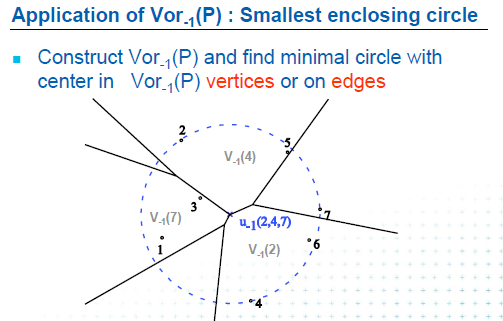 Application of Vor₋₁(P) : Smallest enclosing circle
Construct Vor₋₁(P) and find minimal circle with
center in Vor₋₁(P) vertices or on edges
2
5
V₋₁(4)
3
7
V₋₁(7)
u₋₁(2,4,7)
1
V₋₁(2)
6
4